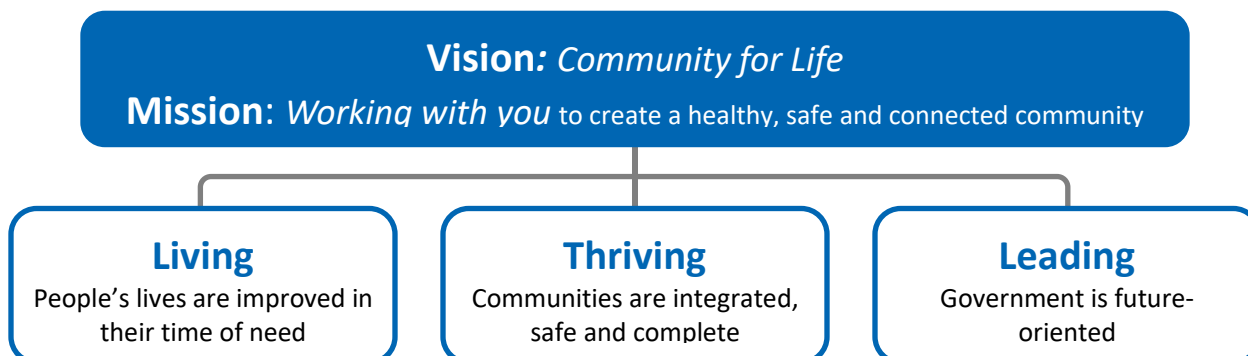 Vision: Community for Life
Mission: Working with you to create a healthy, safe and connected community
Living
People’s lives are improved in
their time of need
Thriving
Communities are integrated,
safe and complete
Leading
Government is future-
oriented